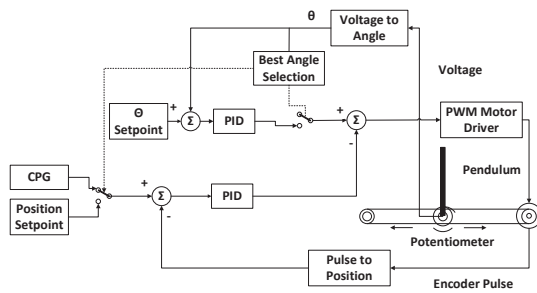 θ
Voltage to
Angle
Best Angle
Selection
Voltage
Θ
Setpoint
+
Σ
PID
+
Σ
-
PWM Motor
Driver
CPG
Position
Setpoint
+
Σ
-
PID
Pendulum
Potentiometer
Pulse to
Position
Encoder Pulse